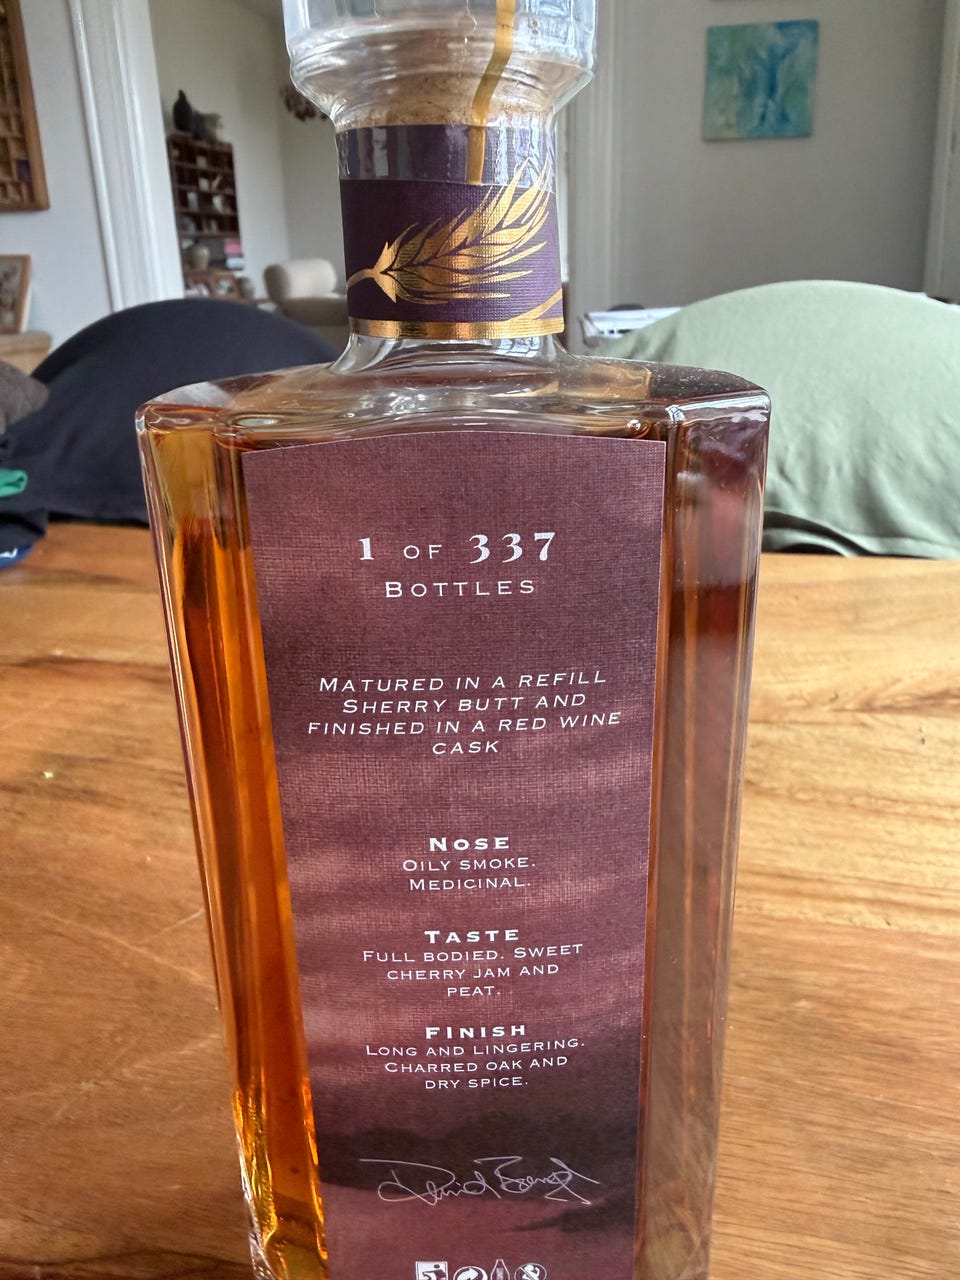 1 OF 337
BOTTLES
MATURED IN A REFILL
SHERRY BUTT AND
FINISHED IN A RED WINE
CASK
NOSE
OILY SMOKE.
MEDICINAL.
TASTE
FULL BODIED. SWEET
CHERRY JAM AND
PEAT.
FINISH
LONG AND LINGERING.
CHARRED OAK AND
DRY SPICE.